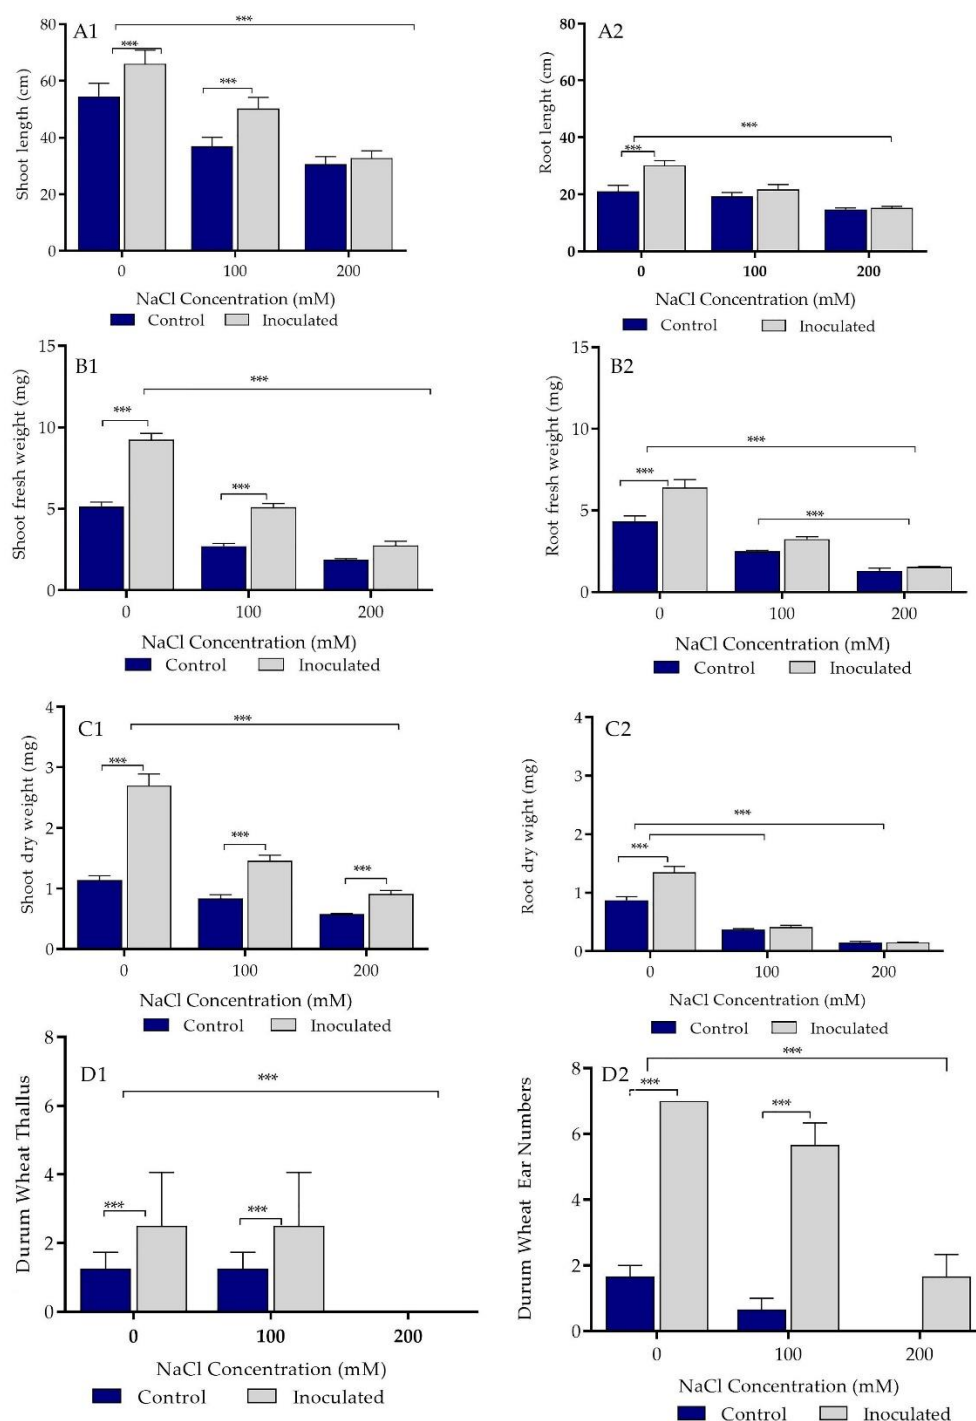 A1
Shoot length (cm)
80
60
40
20
0
***
***
***
0 100 200
NaCl Concentration (mM)
Control Inoculated
A2
Root lenght (cm)
80
60
40
20
0
***
***
0 100 200
NaCl Concentration (mM)
Control Inoculated
B1
Shoot fresh weight (mg)
15
10
5
0
***
***
***
0 100 200
NaCl Concentration (mM)
Control Inoculated
B2
Root fresh weight (mg)
15
10
5
0
***
***
***
0 100 200
NaCl Concentration (mM)
Control Inoculated
C1
Shoot dry weight (mg)
4
3
2
1
0
***
***
***
***
0 100 200
NaCl Concentration (mM)
Control Inoculated
C2
Root dry wight (mg)
4
2
1
0
***
***
0 100 200
NaCl Concentration (mM)
Control Inoculated
D1
Durum Wheat Thallus
8
6
4
2
0
***
***
***
0 100 200
NaCl Concentration (mM)
Control Inoculated
D2
Durum Wheat Ear Numbers
8
6
4
2
0
***
***
***
0 100 200
NaCl Concentration (mM)
Control Inoculated